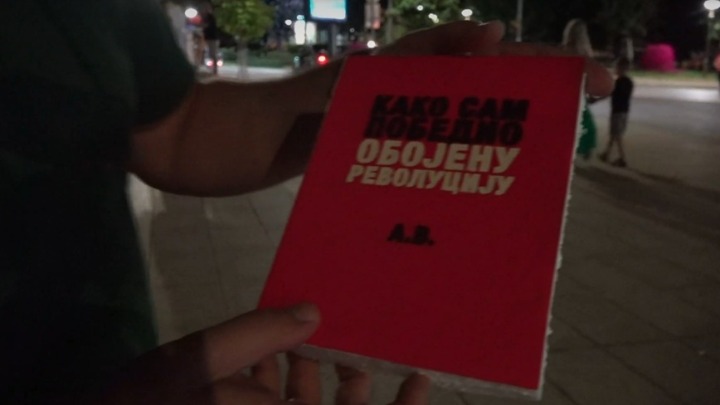 КАКО САМ
ПОБЕДИО
ОБОЈЕНУ
РЕВОЛУЦИЈУ
А.В.